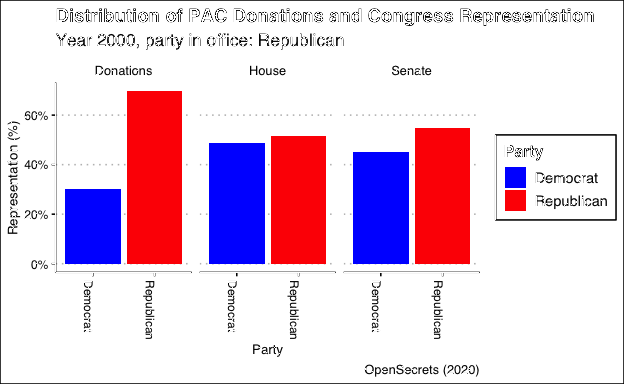 Distribution of PAC Donations and Congress Representation
Year 2000, party in office: Republican
Donations
House
Senate
Representation (%)
60%
40%
20%
0%
Democrat
Republican
Democrat
Republican
Democrat
Republican
Party
Party
Democrat
Republican
OpenSecrets (2020)